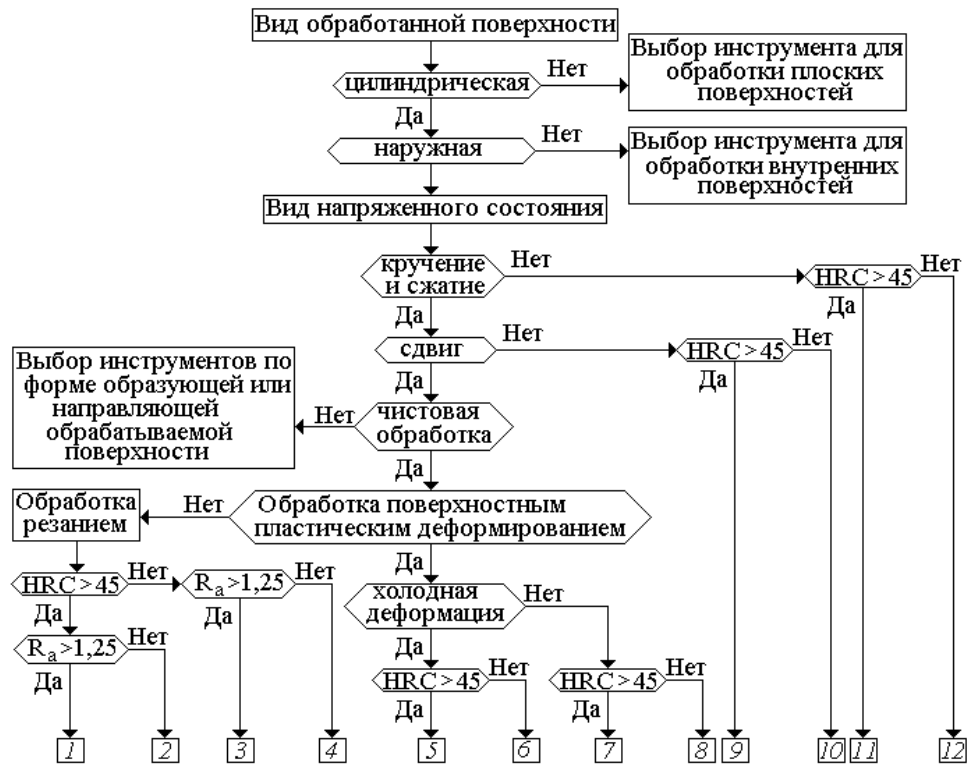 Вид обработанной поверхности
цилиндрическая
Нет
Выбор инструмента для
обработки плоских
поверхностей
Да
наружная
Нет
Выбор инструмента для
обработки внутренних
поверхностей
Вид напряженного состояния
кручение
и сжатие
Нет
HRC>45
Нет
Да
Да
сдвиг
Нет
HRC>45
Нет
Да
Да
Выбор инструментов по
форме образующей или
направляющей
обрабатываемой
поверхности
Нет
чистовая
обработка
Да
Обработка
резанием
Нет
Обработка поверхностным
пластическим деформированием
Да
HRC>45
Нет
Ra>1,25
Нет
Да
Да
холодная
деформация
Нет
Ra>1,25
Нет
Да
Да
HRC>45
Нет
HRC>45
Нет
Да
Да
1
2
3
4
5
6
7
8
9
10
11
12